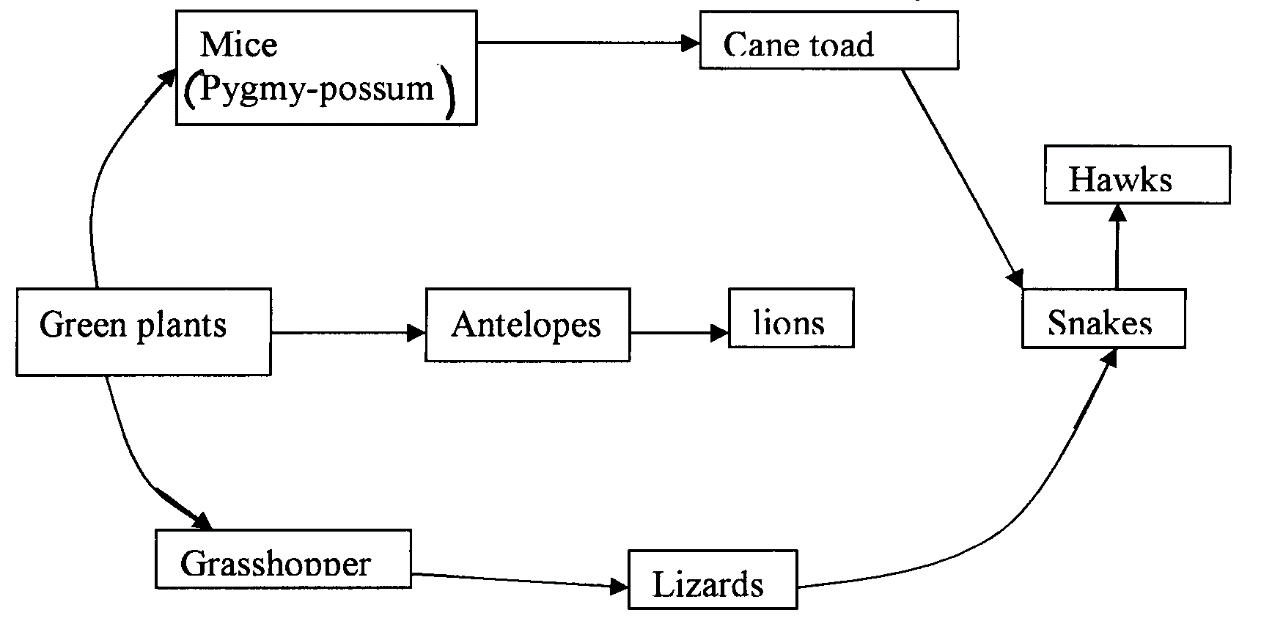 Mice
(Pygmy-possum)
Cane toad
Hawks
Green plants
Antelopes
lions
Snakes
Grasshopper
Lizards